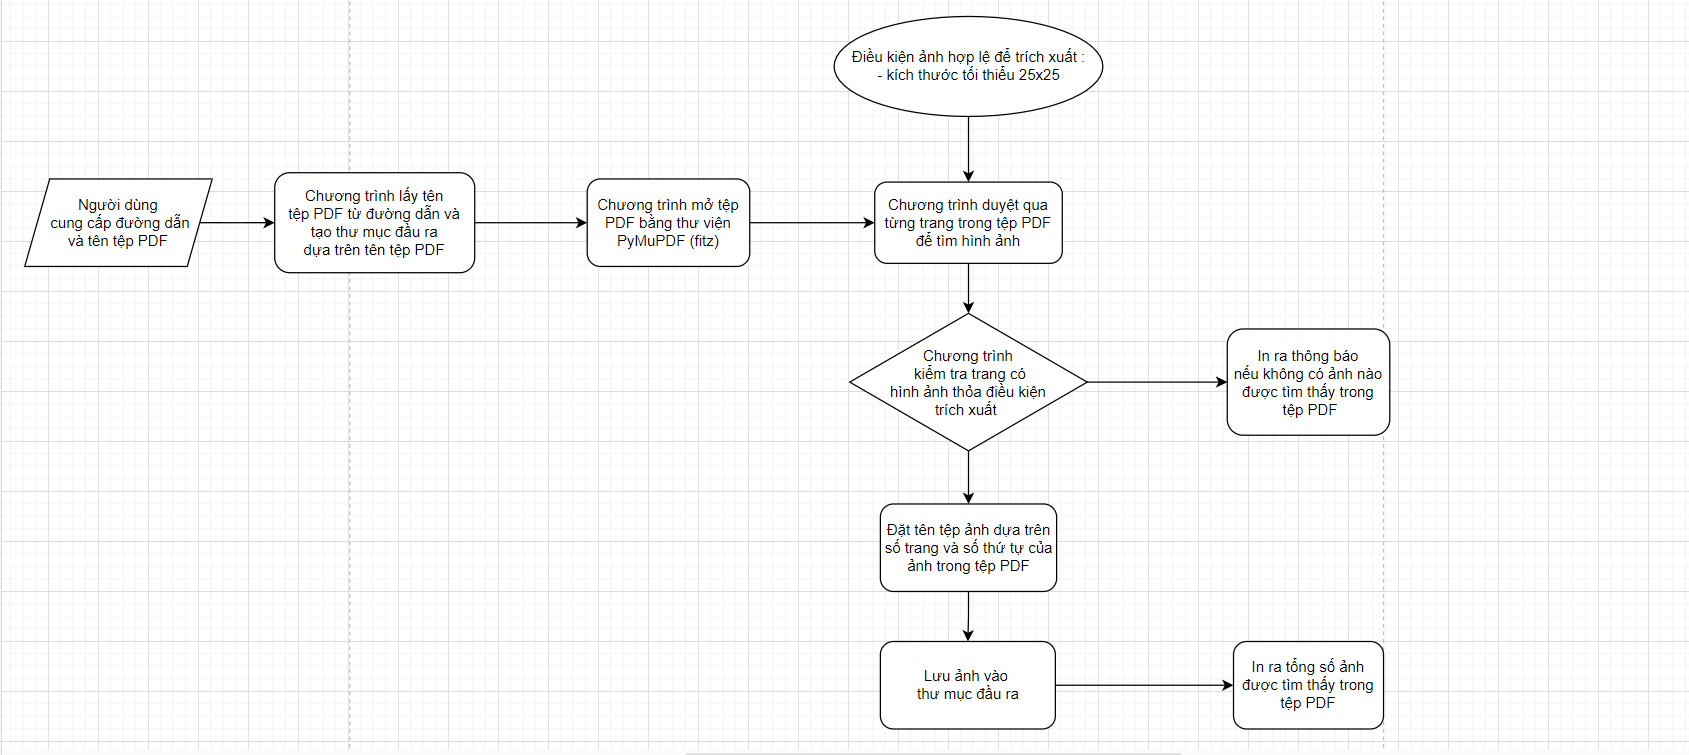 Điều kiện ảnh hợp lệ để trích xuất :
- kích thước tối thiểu 25x25
Người dùng
cung cấp đường dẫn
và tên tệp PDF
Chương trình lấy tên
tệp PDF từ đường dẫn và
tạo thư mục đầu ra
dựa trên tên tệp PDF
Chương trình mở tệp
PDF bằng thư viện
PyMuPDF (fitz)
Chương trình duyệt qua
từng trang trong tệp PDF
để tìm hình ảnh
Chương trình
kiểm tra trang có
hình ảnh thỏa điều kiện
trích xuất
In ra thông báo
nếu không có ảnh nào
được tìm thấy trong
tệp PDF
Đặt tên tệp ảnh dựa trên
số trang và số thứ tự của
ảnh trong tệp PDF
Lưu ảnh vào
thư mục đầu ra
In ra tổng số ảnh
được tìm thấy trong
tệp PDF